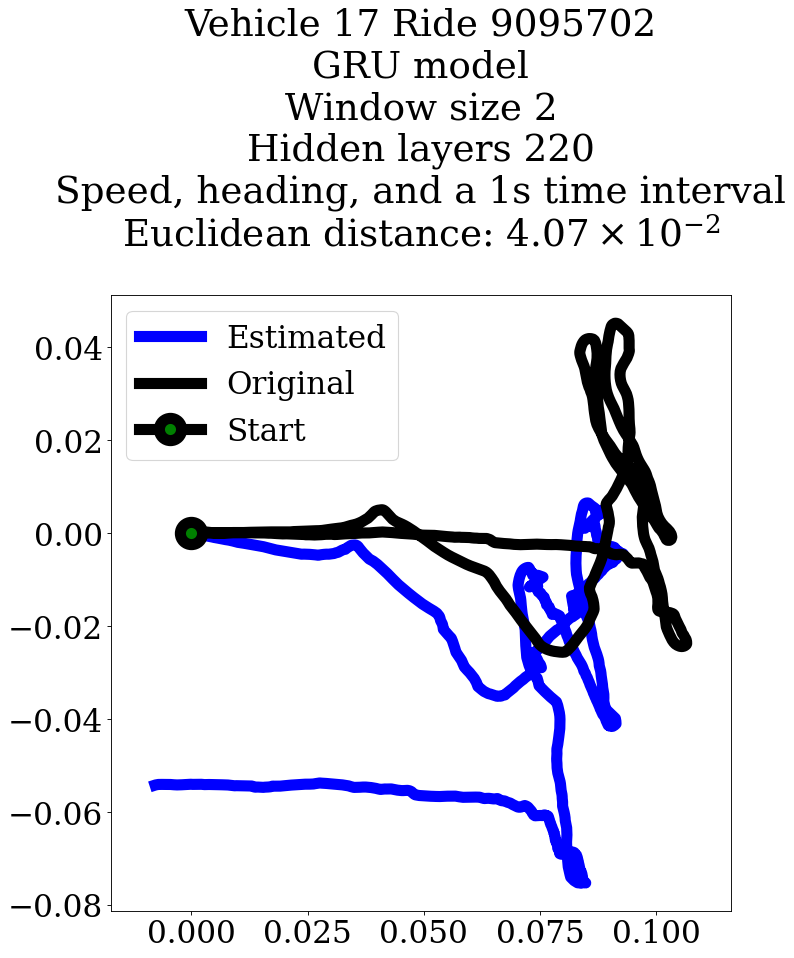 Vehicle 17 Ride 9095702
GRU model
Window size 2
Hidden layers 220
Speed, heading, and a 1s time interval
Euclidean distance: 4.07 × 10⁻²
Estimated
Original
Start
0.04
0.02
0.00
−0.02
−0.04
−0.06
−0.08
0.000 0.025 0.050 0.075 0.100